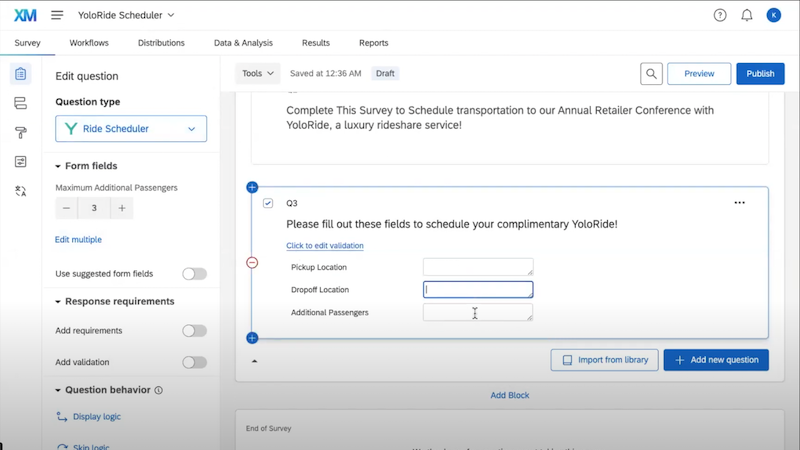 XM YoloRide Scheduler K
Survey Workflows Distributions Data & Analysis Results Reports
Edit question
Question type
Ride Scheduler
Form fields
Maximum Additional Passengers
3
Edit multiple
Use suggested form fields
Response requirements
Add requirements
Add validation
Question behavior
Display logic
Skip logic
Tools Saved at 12:36 AM Draft Preview Publish
Complete This Survey to Schedule transportation to our Annual Retailer Conference with
YoloRide, a luxury rideshare service!
Q3
Please fill out these fields to schedule your complimentary YoloRide!
Click to edit validation
Pickup Location
Dropoff Location
Additional Passengers
Import from library Add new question
Add Block
End of Survey